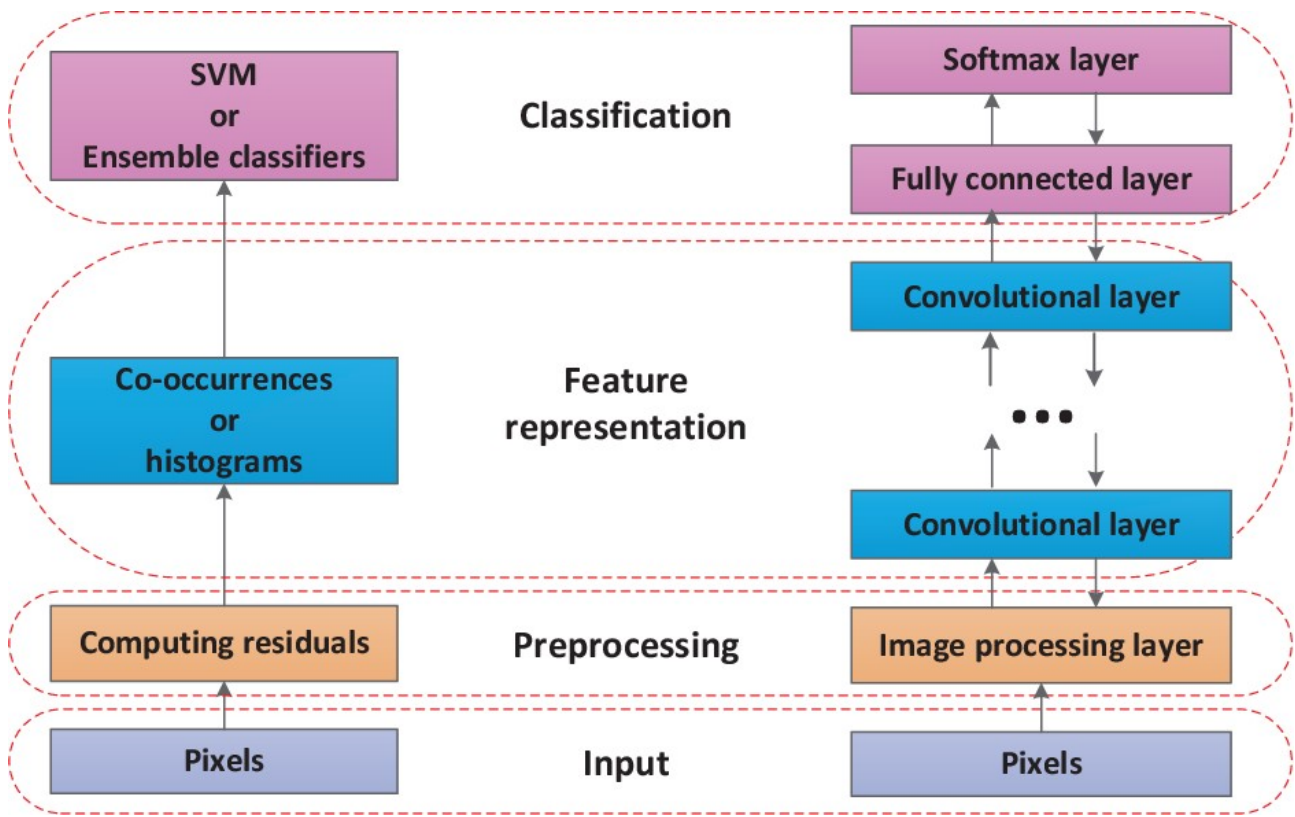 SVM
or
Ensemble classifiers
Classification
Softmax layer
Fully connected layer
Co-occurrences
or
histograms
Feature
representation
Convolutional layer
...
Convolutional layer
Computing residuals
Preprocessing
Image processing layer
Pixels
Input
Pixels